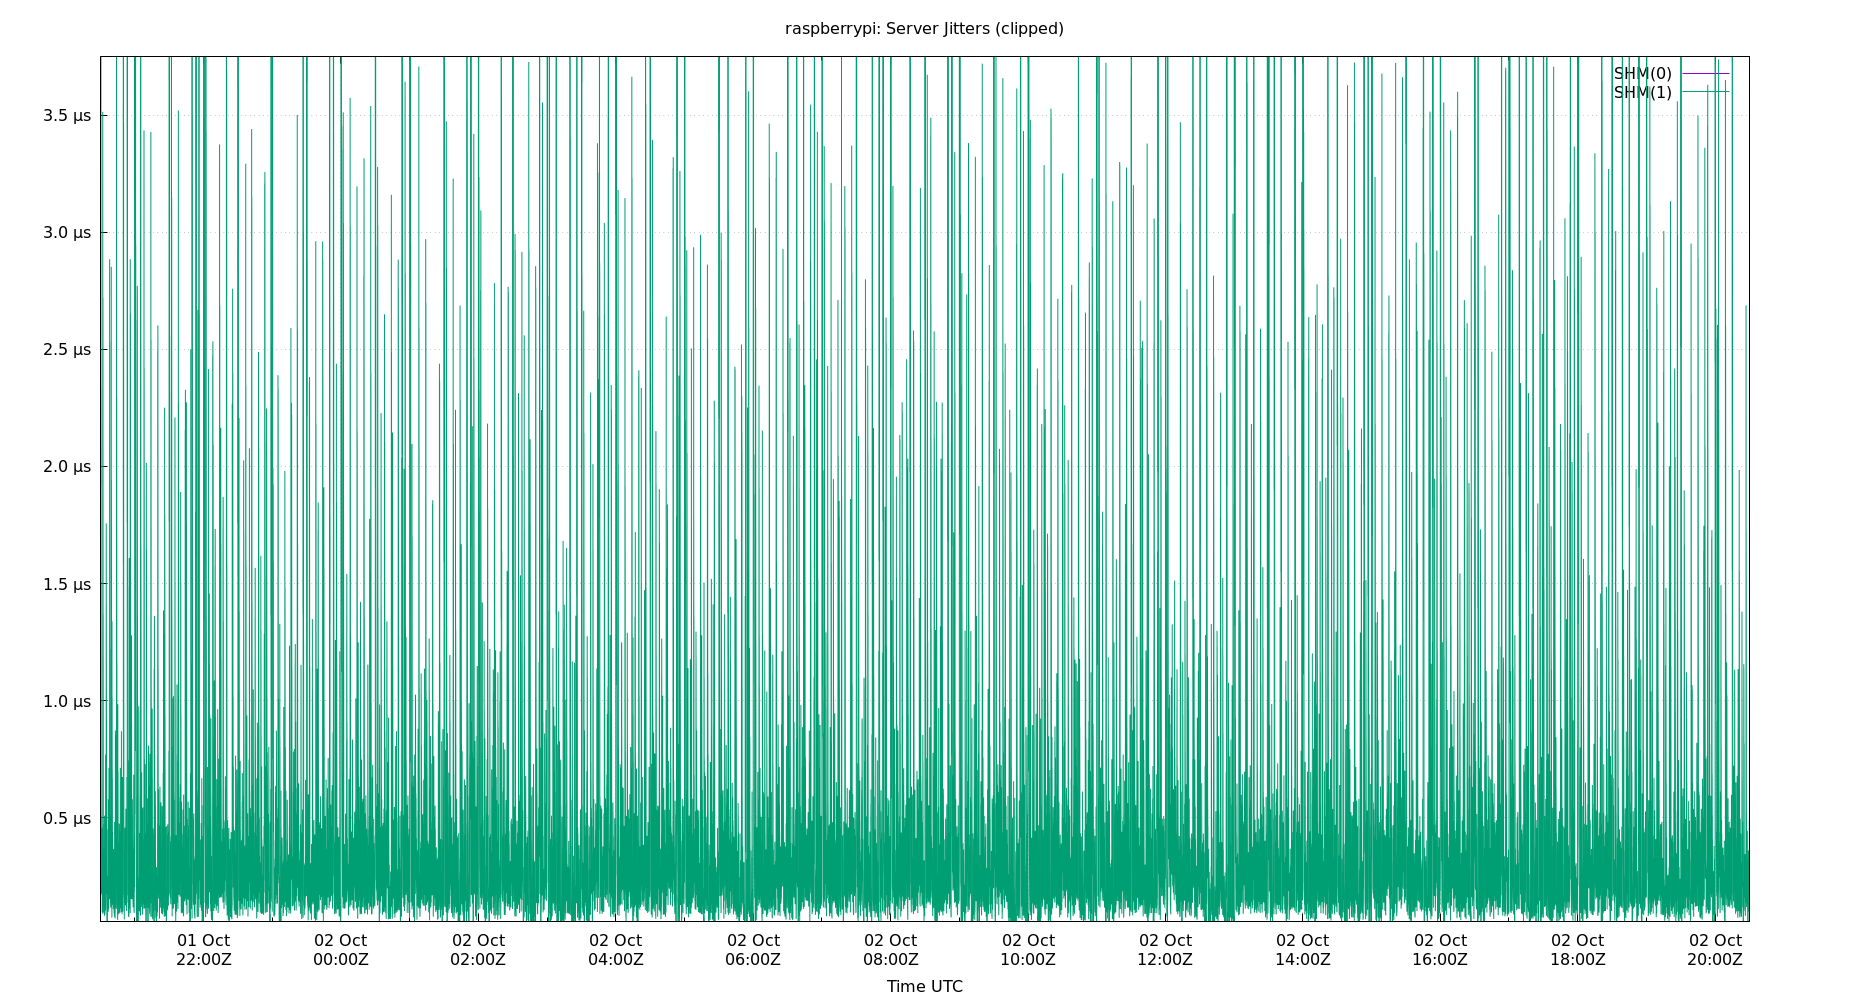 raspberrypi: Server Jitters (clipped)
SHM(0)
SHM(1)
3.5 μs
3.0 μs
2.5 μs
2.0 μs
1.5 μs
1.0 μs
0.5 μs
01 Oct 02 Oct 02 Oct 02 Oct 02 Oct 02 Oct 02 Oct 02 Oct 02 Oct 02 Oct 02 Oct 02 Oct
22:00Z 00:00Z 02:00Z 04:00Z 06:00Z 08:00Z 10:00Z 12:00Z 14:00Z 16:00Z 18:00Z 20:00Z
Time UTC